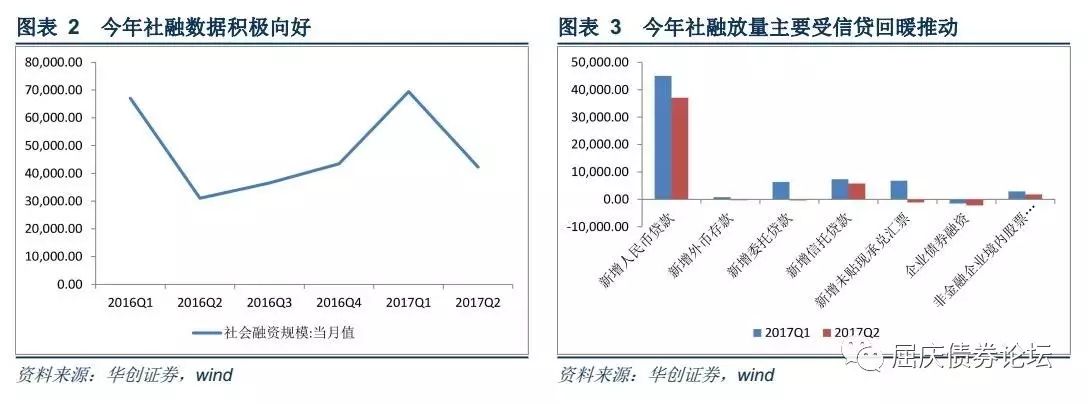 图表 2 今年社融数据积极向好
80,000.00
70,000.00
60,000.00
50,000.00
40,000.00
30,000.00
20,000.00
10,000.00
0.00
2016Q1 2016Q2 2016Q3 2016Q4 2017Q1 2017Q2
社会融资规模:当月值
资料来源：华创证券，wind
图表 3 今年社融放量主要受信贷回暖推动
50,000.00
40,000.00
30,000.00
20,000.00
10,000.00
0.00
-10,000.00
新增人民币贷款
新增外币存款
新增委托贷款
新增信托贷款
新增未贴现承兑汇票
企业债券融资
非金融企业境内股票…
2017Q1 2017Q2
资料来源：华创证券，wind
屈庆债券论坛